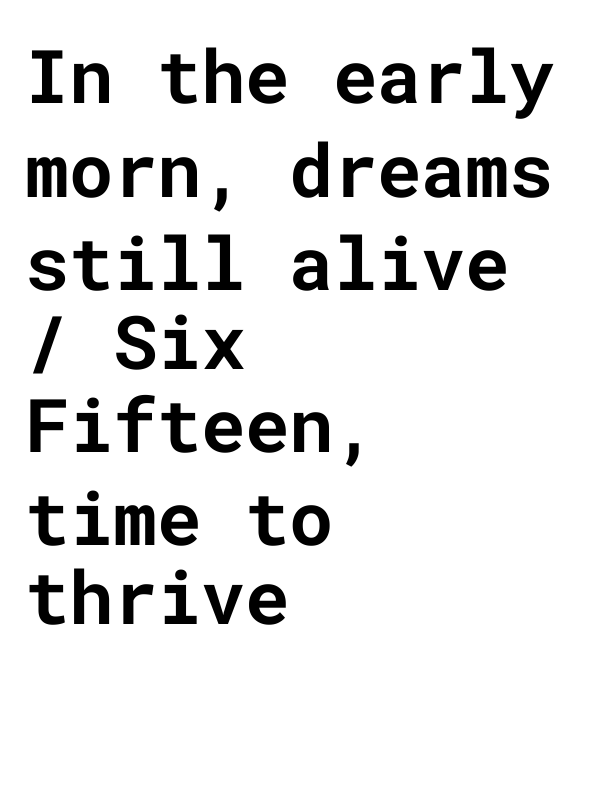 In the early
morn, dreams
still alive
/ Six
Fifteen,
time to
thrive